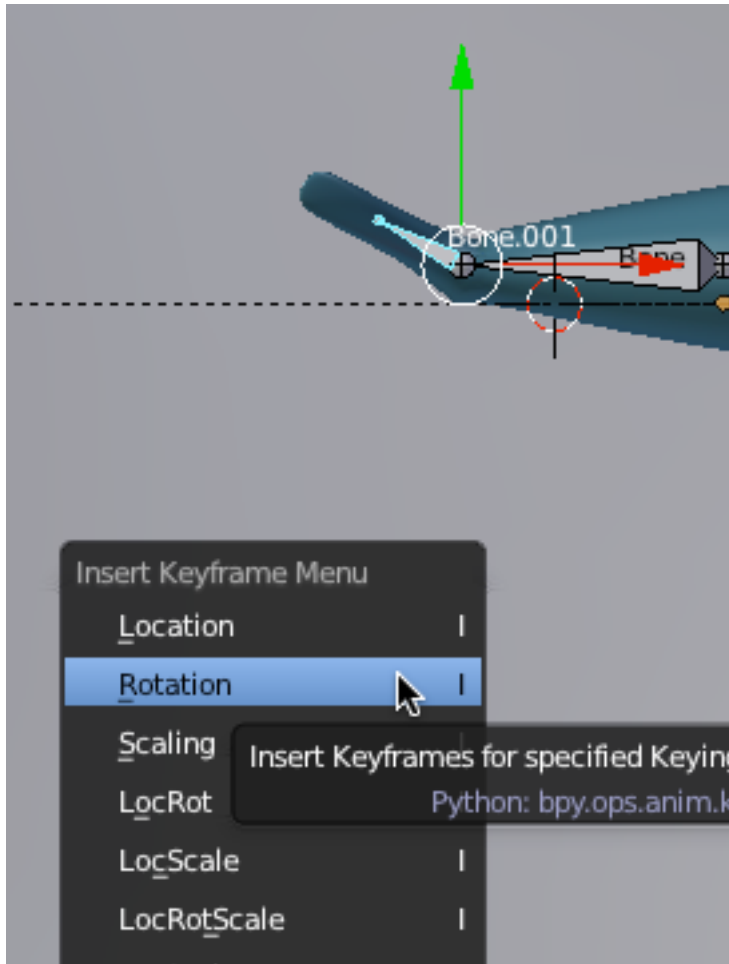 Bone.001
Bone
Insert Keyframe Menu
Location I
Rotation I
Scaling
Insert Keyframes for specified Keying
LocRot
Python: bpy.ops.anim.k
LocScale I
LocRotScale I